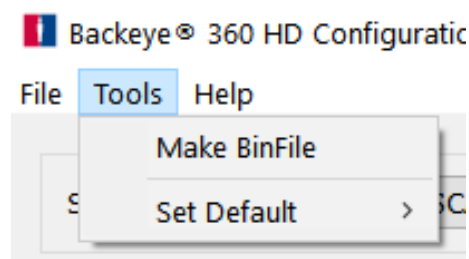 Backeye® 360 HD Configuratio
File Tools Help
Make BinFile
Set Default >